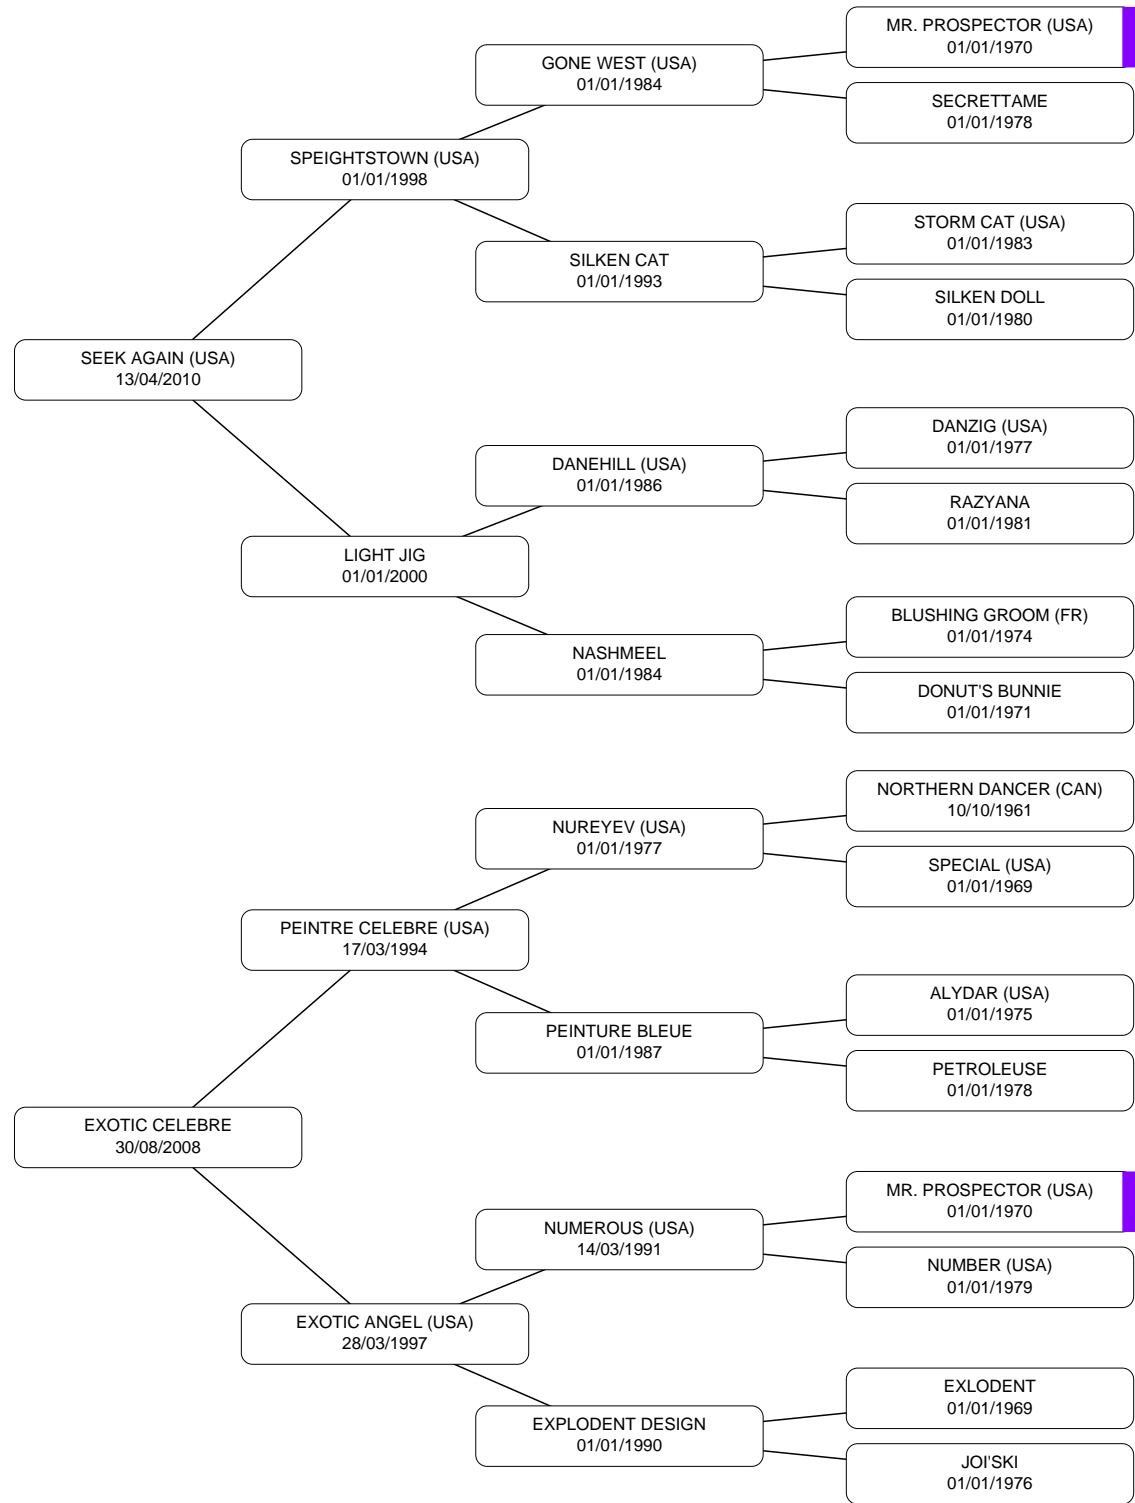 MR. PROSPECTOR (USA)
01/01/1970
GONE WEST (USA)
01/01/1984
SECRETTAME
01/01/1978
SPEIGHTSTOWN (USA)
01/01/1998
STORM CAT (USA)
01/01/1983
SILKEN CAT
01/01/1993
SILKEN DOLL
01/01/1980
SEEK AGAIN (USA)
13/04/2010
DANZIG (USA)
01/01/1977
DANEHILL (USA)
01/01/1986
RAZYANA
01/01/1981
LIGHT JIG
01/01/2000
BLUSHING GROOM (FR)
01/01/1974
NASHMEEL
01/01/1984
DONUT'S BUNNIE
01/01/1971
NORTHERN DANCER (CAN)
10/10/1961
NUREYEV (USA)
01/01/1977
SPECIAL (USA)
01/01/1969
PEINTRE CELEBRE (USA)
17/03/1994
ALYDAR (USA)
01/01/1975
PEINTURE BLEUE
01/01/1987
PETROLEUSE
01/01/1978
EXOTIC CELEBRE
30/08/2008
MR. PROSPECTOR (USA)
01/01/1970
NUMEROUS (USA)
14/03/1991
NUMBER (USA)
01/01/1979
EXOTIC ANGEL (USA)
28/03/1997
EXLODENT
01/01/1969
EXPLODENT DESIGN
01/01/1990
JOI'SKI
01/01/1976